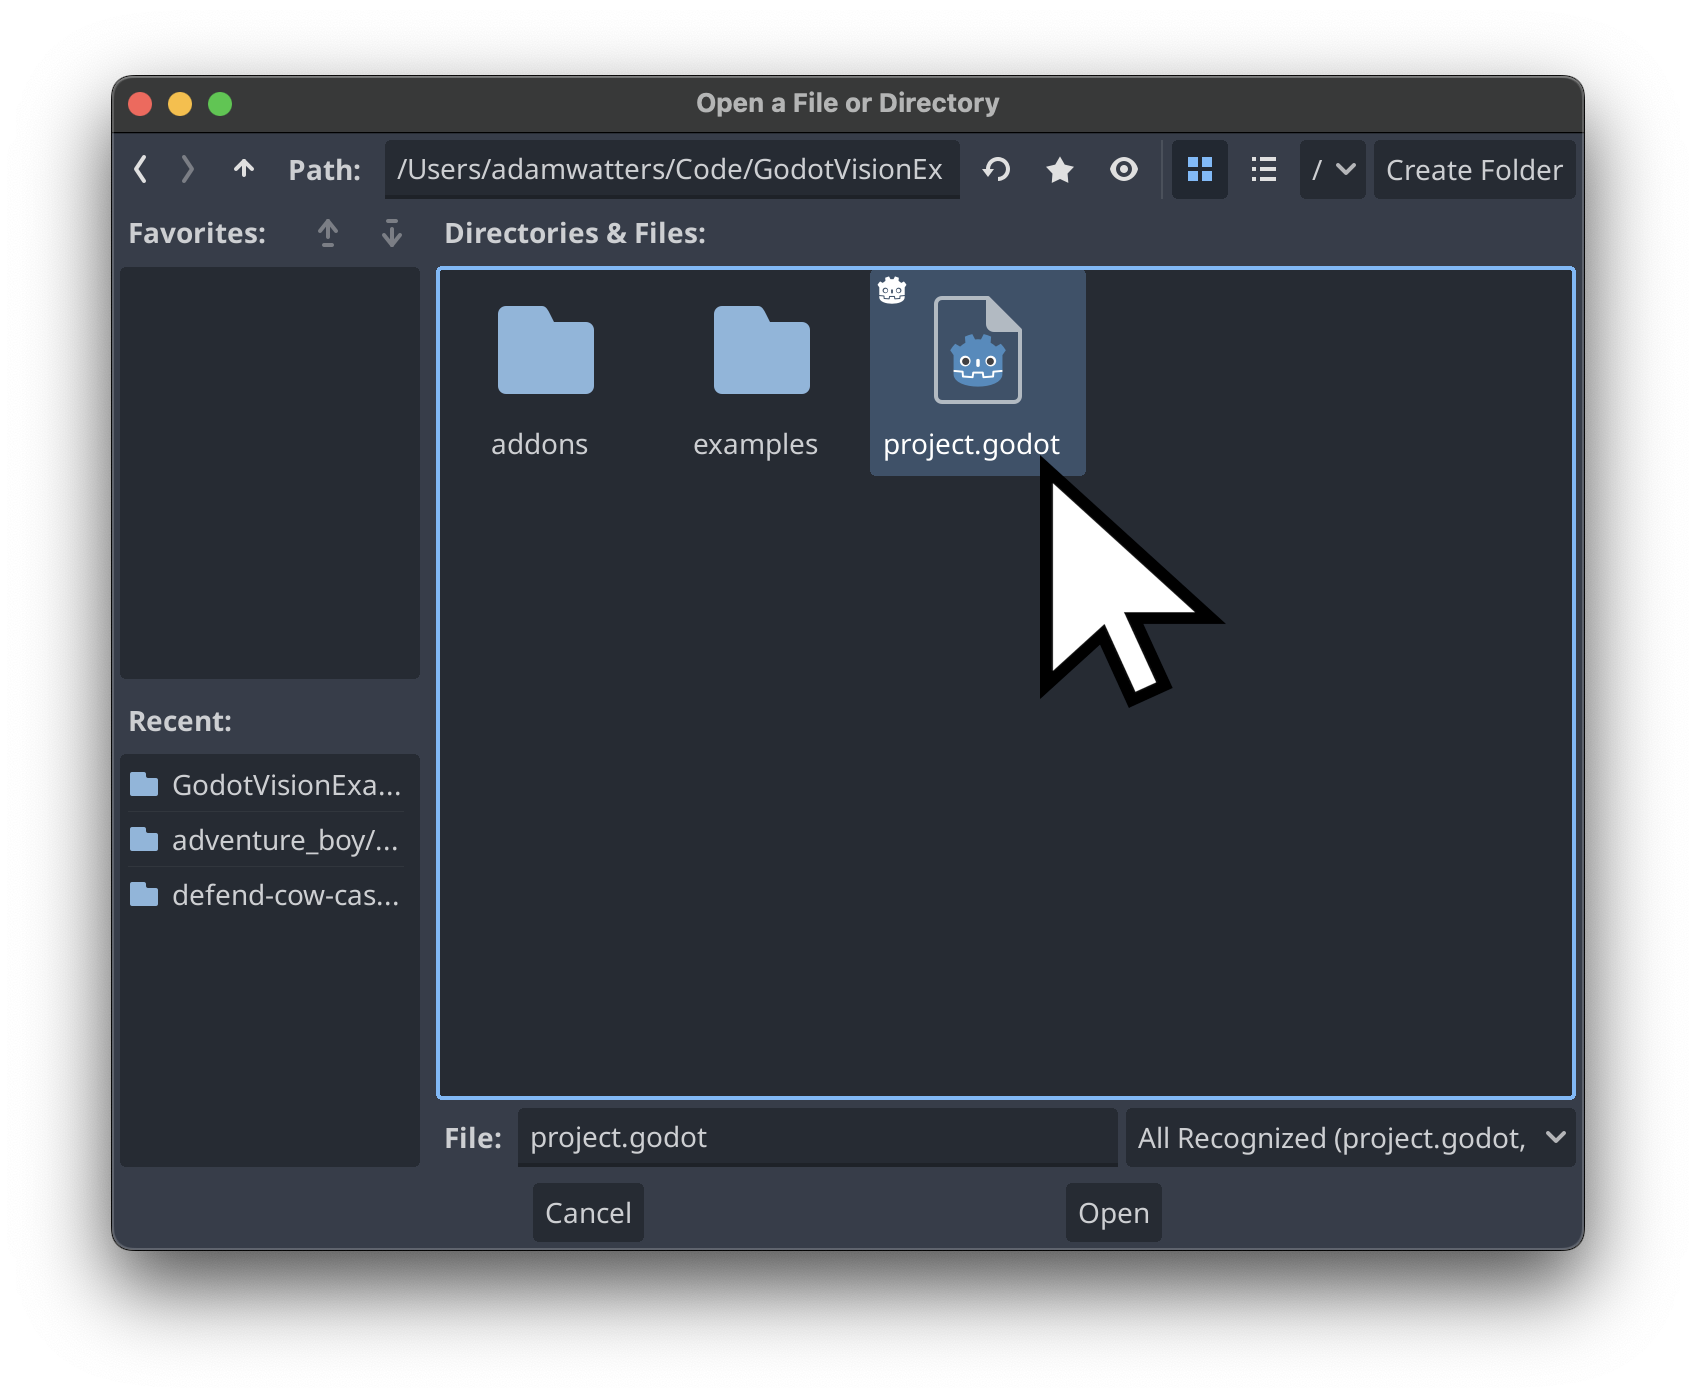 Open a File or Directory
Path: /Users/adamwatters/Code/GodotVisionEx / Create Folder
Favorites:
Directories & Files:
addons examples project.godot
Recent:
GodotVisionExa...
adventure_boy/...
defend-cow-cas...
File: project.godot All Recognized (project.godot,
Cancel Open